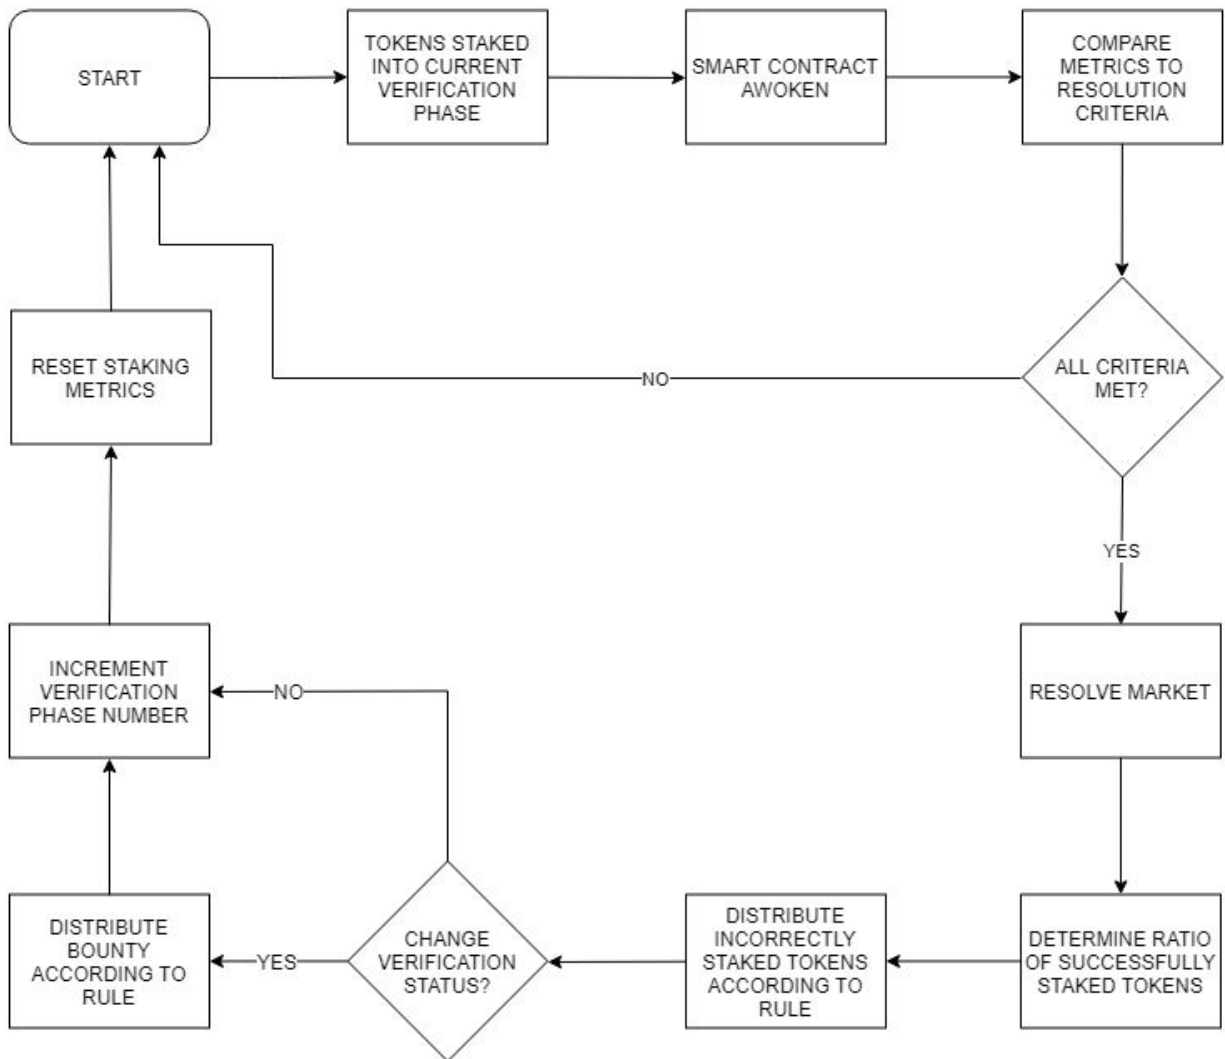 START
TOKENS STAKED
INTO CURRENT
VERIFICATION
PHASE
SMART CONTRACT
AWOKEN
COMPARE
METRICS TO
RESOLUTION
CRITERIA
ALL CRITERIA
MET?
NO
YES
RESET STAKING
METRICS
INCREMENT
VERIFICATION
PHASE NUMBER
NO
RESOLVE MARKET
DISTRIBUTE
BOUNTY
ACCORDING TO
RULE
YES
CHANGE
VERIFICATION
STATUS?
DISTRIBUTE
INCORRECTLY
STAKED TOKENS
ACCORDING TO
RULE
DETERMINE RATIO
OF SUCCESSFULLY
STAKED TOKENS